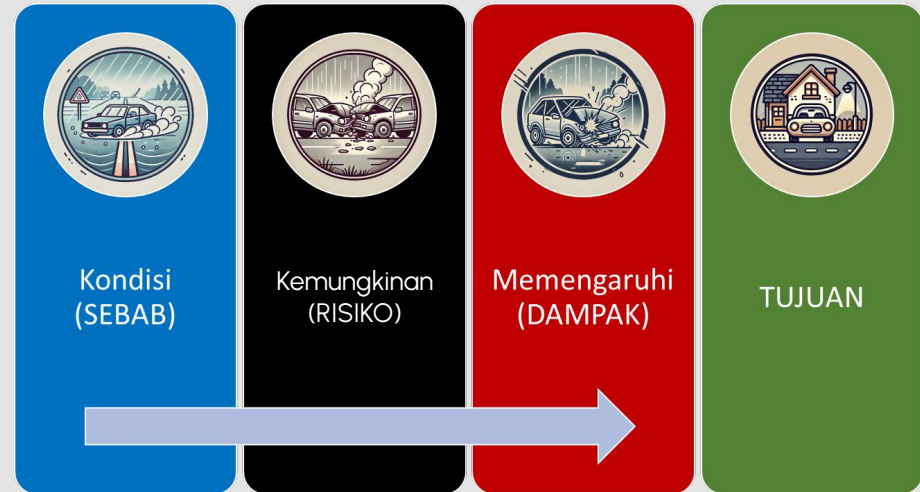 Kondisi
(SEBAB)
Kemungkinan
(RISIKO)
Memengaruhi
(DAMPAK)
TUJUAN